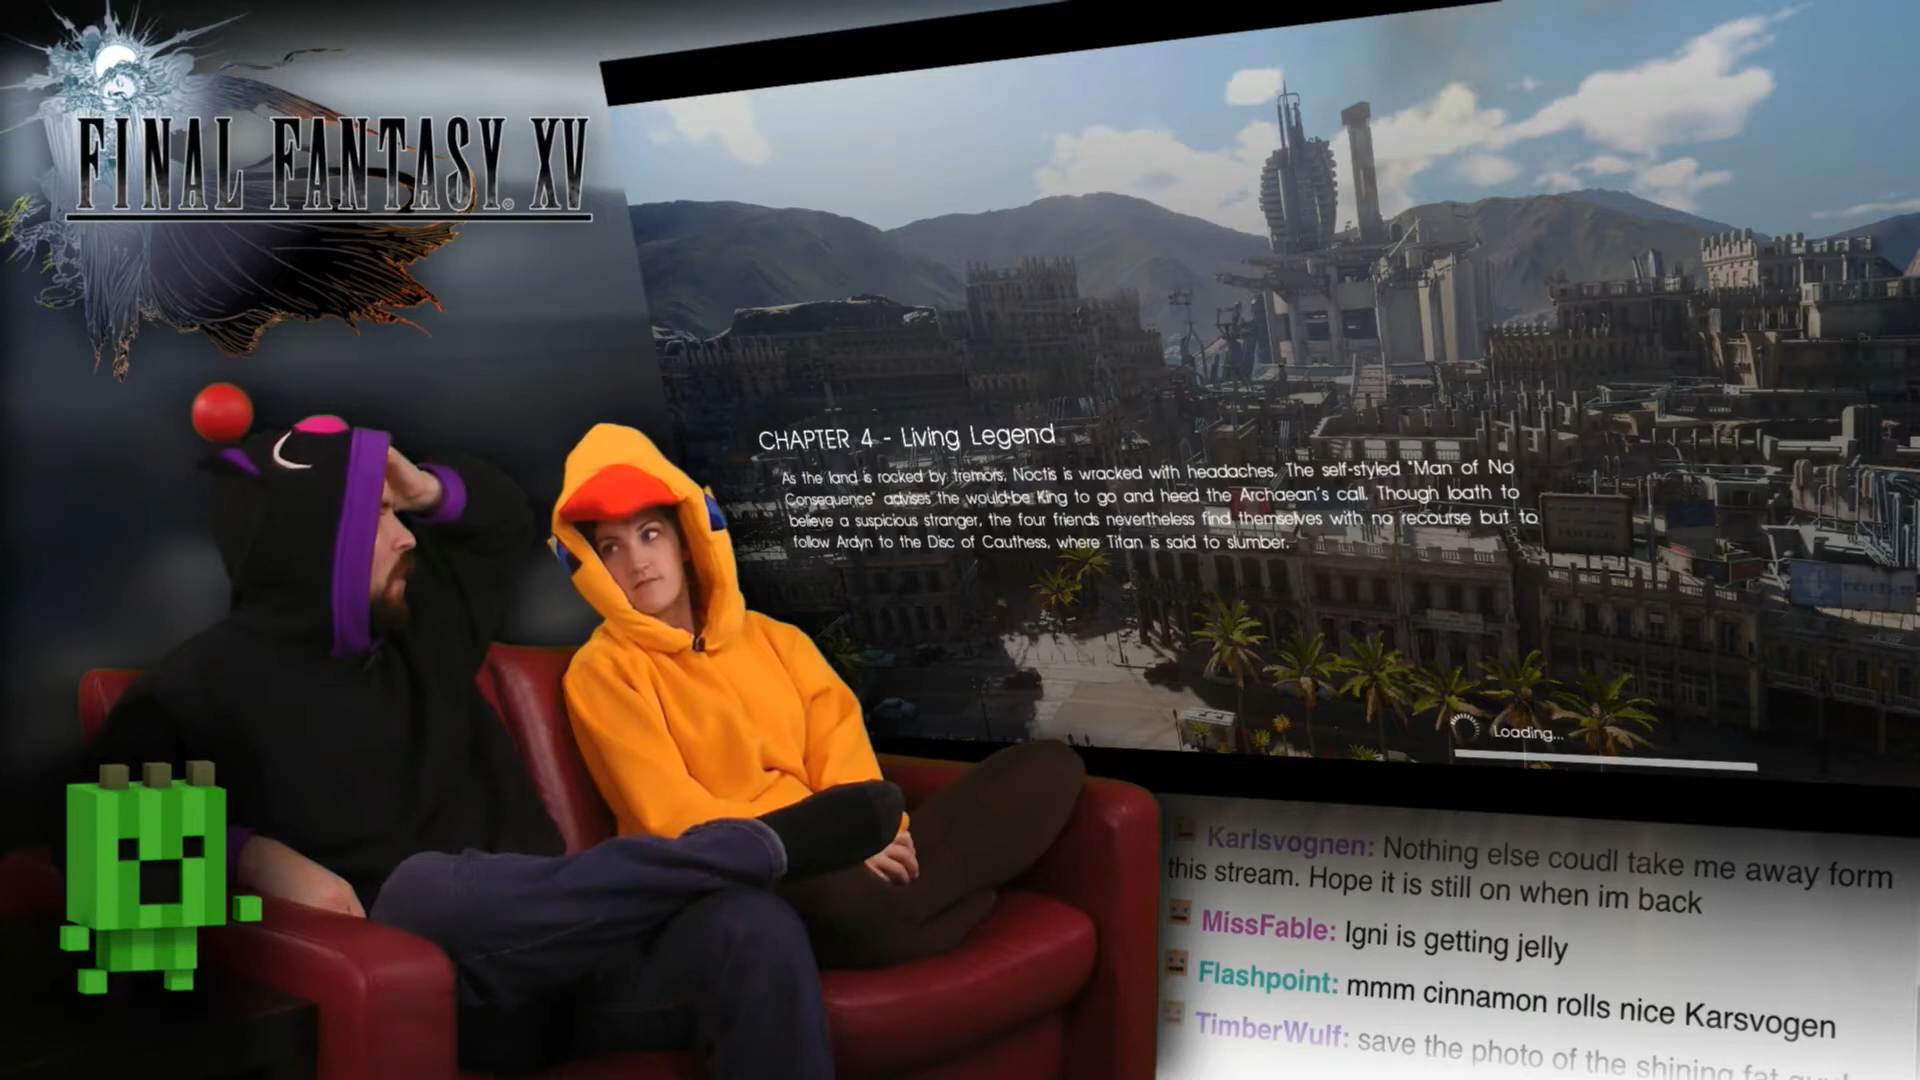 FINAL FANTASY XV
CHAPTER 4 - Living Legend
As the land is rocked by tremors, Noctis is wracked with headaches. The self-styled "Man of No
Consequence" advises the would-be King to go and heed the Archaean's call. Though loath to
believe a suspicious stranger, the four friends nevertheless find themselves with no recourse but to
follow Ardyn to the Disc of Cauthess, where Titan is said to slumber.
Loading...
Karlsvognen: Nothing else coudl take me away form
this stream. Hope it is still on when im back
MissFable: Igni is getting jelly
Flashpoint: mmm cinnamon rolls nice Karsvogen
TimberWulf: save the photo of the shining fat